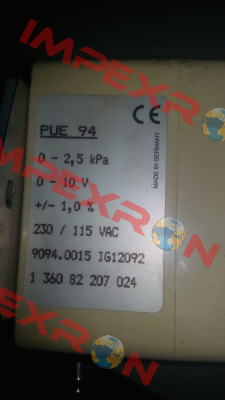 PUE 94
CE
0 - 2,5 kPa
0 - 10 V
+/- 1,0 %
230 / 115 VAC
9094.0015 IG12092
1 360 82 207 024
MADE IN GERMANY
IMPEXRON
IMPEXRON
IMPEXRON